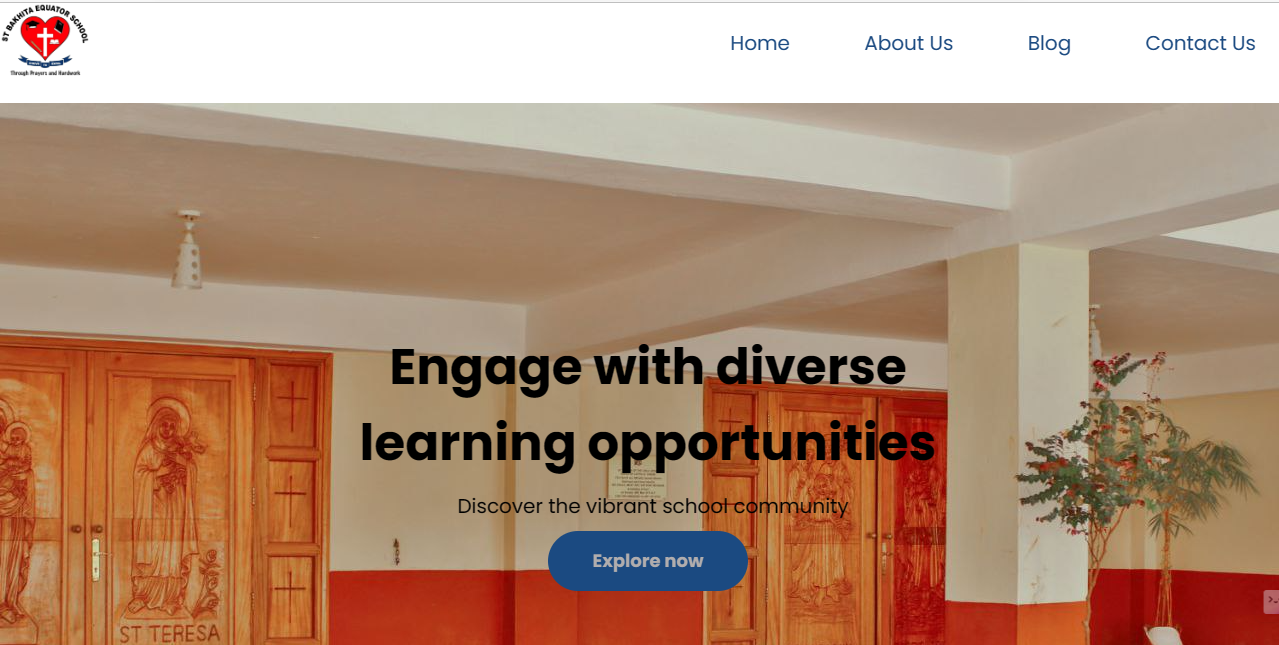 ST BAKHITA EQUATOR SCHOOL
Through Prayers and Hardwork
Home
About Us
Blog
Contact Us
Engage with diverse
learning opportunities
Discover the vibrant school community
Explore now
ST TERESA